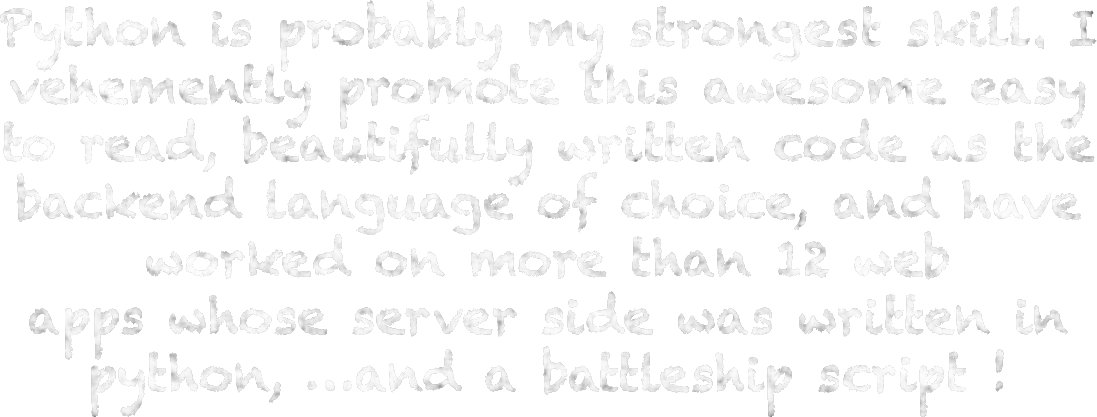 Python is probably my strongest skill. I
vehemently promote this awesome easy
to read, beautifully written code as the
backend language of choice, and have
worked on more than 12 web
apps whose server side was written in
python, ...and a battleship script !